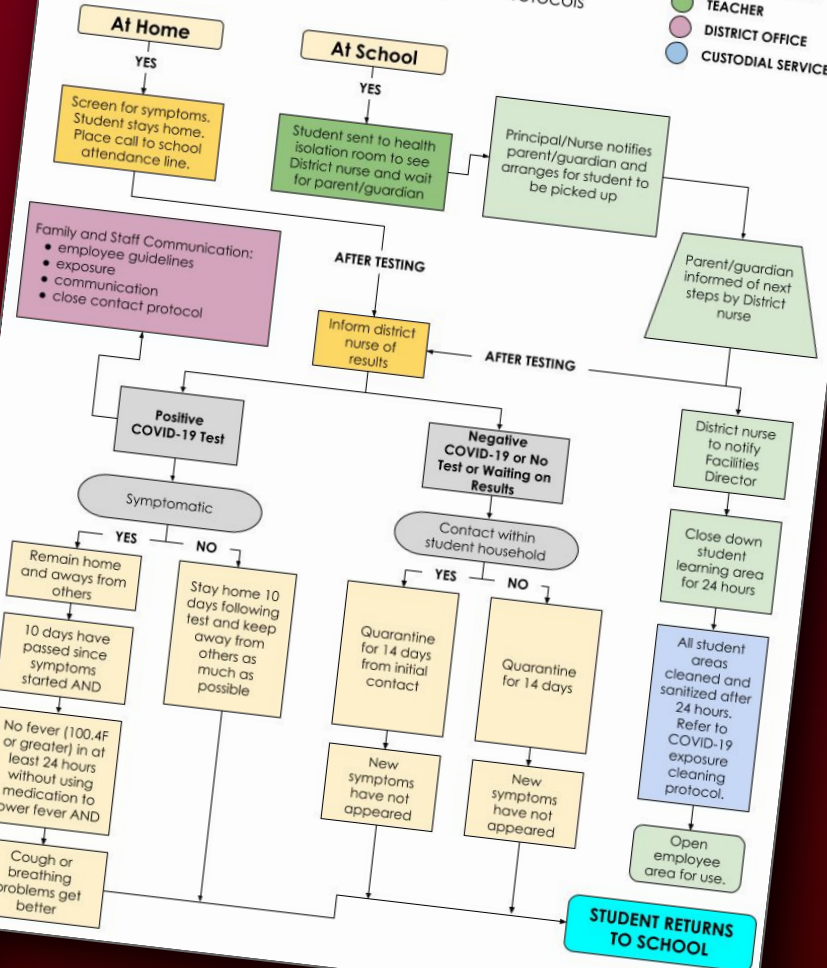 TEACHER
DISTRICT OFFICE
CUSTODIAL SERVICE
At Home
At School
YES
YES
Screen for symptoms.
Student stays home.
Place call to school
attendance line.
Student sent to health
isolation room to see
District nurse and wait
for parent/guardian
Principal/Nurse notifies
parent/guardian and
arranges for student to
be picked up
Family and Staff Communication:
• employee guidelines
• exposure
• communication
• close contact protocol
AFTER TESTING
Parent/guardian
informed of next
steps by District
nurse
Inform district
nurse of
results
AFTER TESTING
Positive
COVID-19 Test
Negative
COVID-19 or No
Test or Waiting on
Results
District nurse
to notify
Facilities
Director
Symptomatic
Contact within
student household
Close down
student
learning area
for 24 hours
YES
NO
YES
NO
Remain home
and aways from
others
Stay home 10
days following
test and keep
away from
others as
much as
possible
Quarantine
for 14 days
from initial
contact
Quarantine
for 14 days
All student
areas
cleaned and
sanitized after
24 hours.
Refer to
COVID-19
exposure
cleaning
protocol.
10 days have
passed since
symptoms
started AND
No fever (100.4F
or greater) in at
least 24 hours
without using
medication to
ower fever AND
New
symptoms
have not
appeared
New
symptoms
have not
appeared
Open
employee
area for use.
Cough or
breathing
problems get
better
STUDENT RETURNS
TO SCHOOL